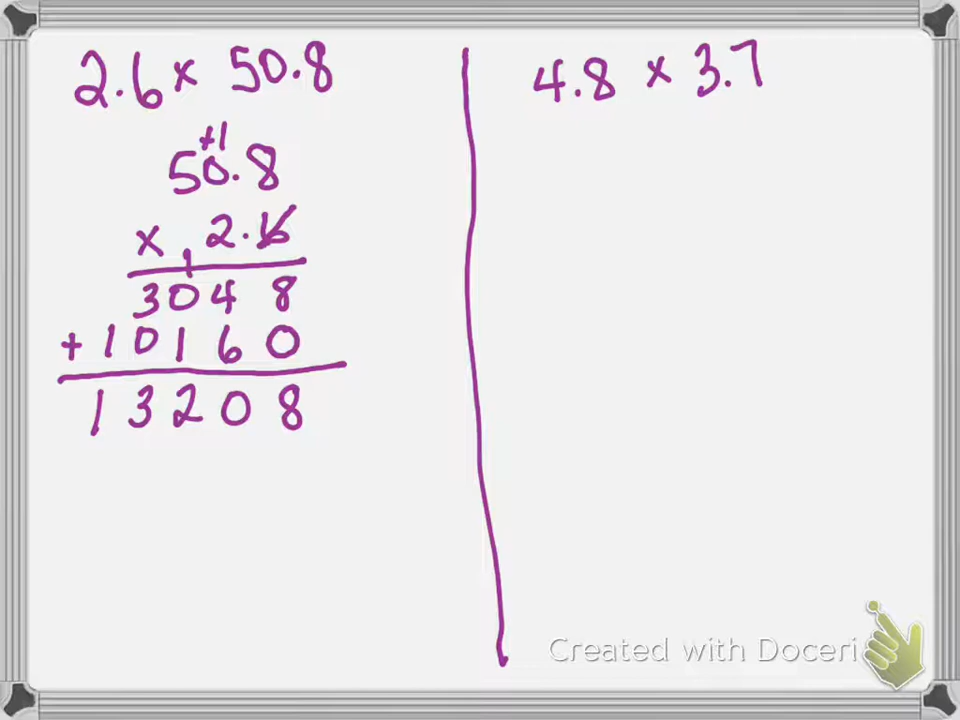 2.6 x 50.8
+1
50.8
x 2.6
1
3048
+ 10160
13208
4.8 x 3.7
Created with Doceri